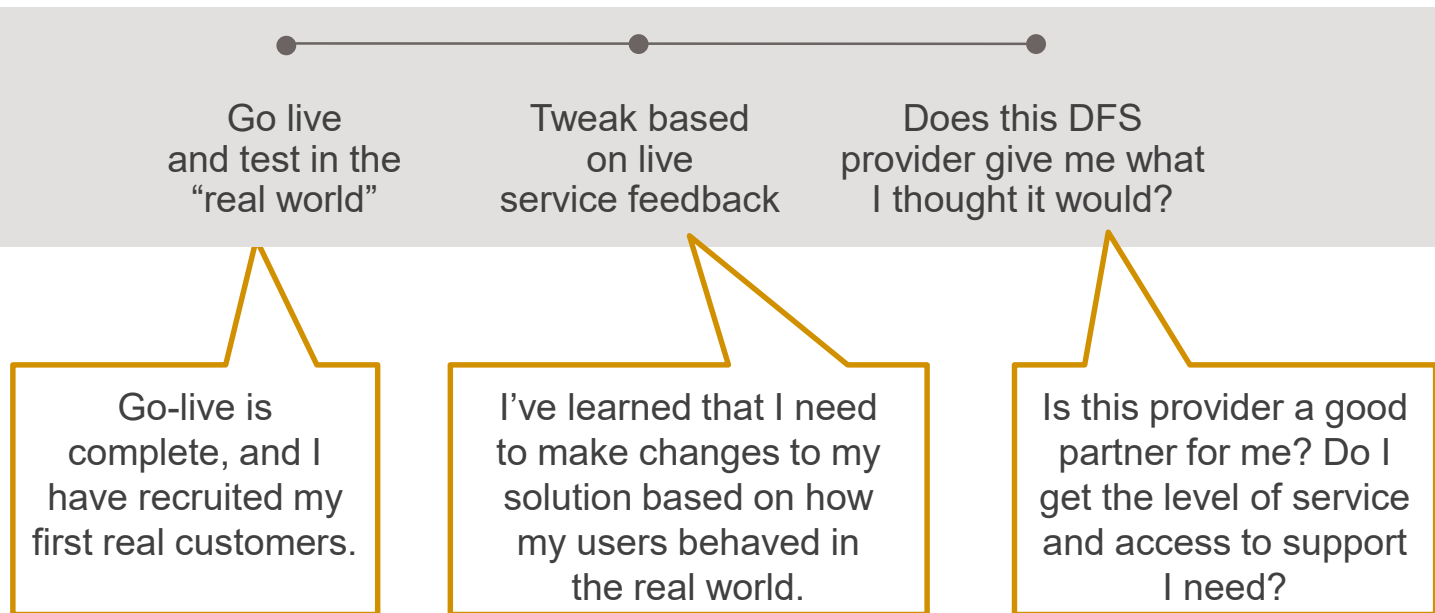 Go live
and test in the
“real world”
Tweak based
on live
service feedback
Does this DFS
provider give me what
I thought it would?
Go-live is
complete, and I
have recruited my
first real customers.
I’ve learned that I need
to make changes to my
solution based on how
my users behaved in
the real world.
Is this provider a good
partner for me? Do I
get the level of service
and access to support
I need?